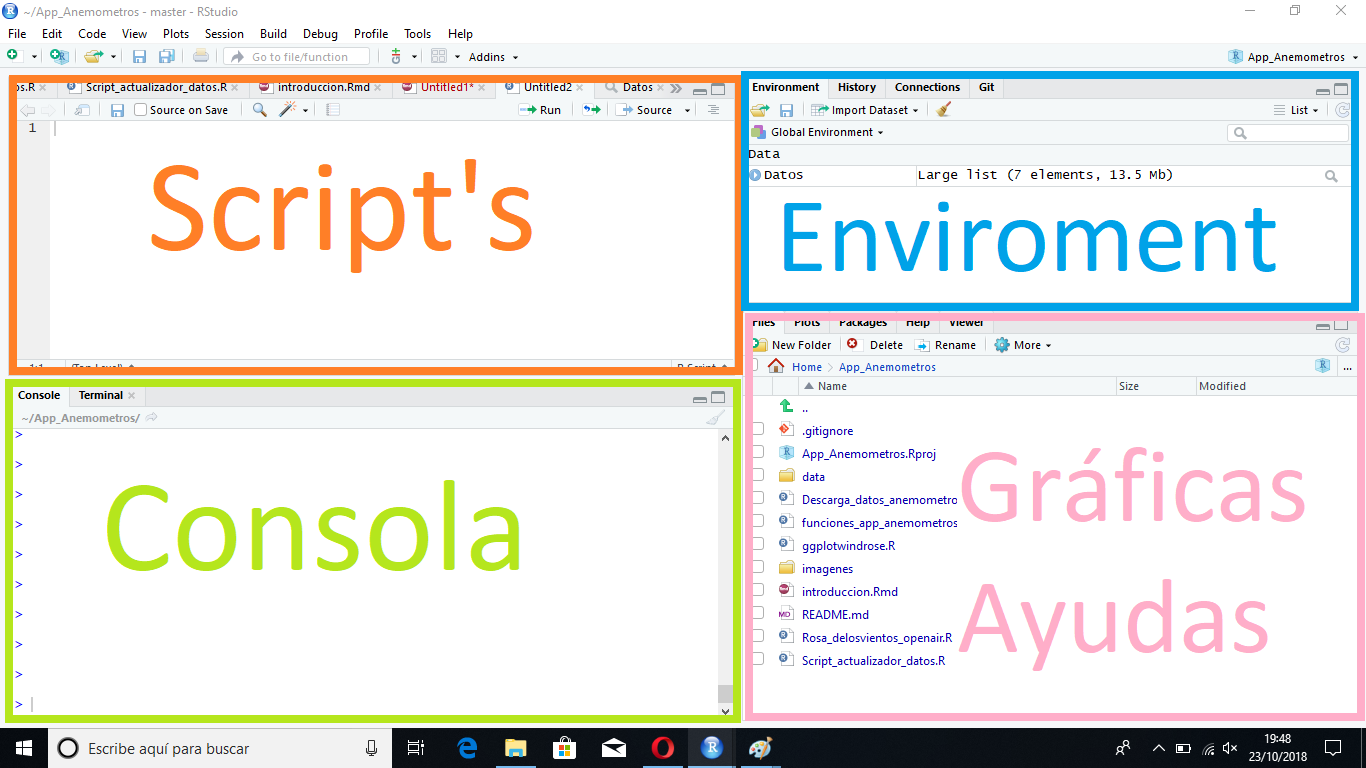 ~/App_Anemometros - master - RStudio
File Edit Code View Plots Session Build Debug Profile Tools Help
Go to file/function Addins App_Anemometros
os.R Script_actualizador_datos.R introduccion.Rmd Untitled1* Untitled2 Datos
Source on Save Run Source
1
Script's
1:1 (Top Level) R Script
Console Terminal
~/App_Anemometros/
>
>
>
>
>
>
>
>
>
>
Consola
Environment History Connections Git
Import Dataset List
Global Environment
Data
Datos Large list (7 elements, 13.5 Mb)
Enviroment
Files Plots Packages Help Viewer
New Folder Delete Rename More
Home App_Anemometros ...
Name Size Modified
..
.gitignore
App_Anemometros.Rproj
data
Descarga_datos_anemometro
funciones_app_anemometros
ggplotwindrose.R
imagenes
introduccion.Rmd
README.md
Rosa_delosvientos_openair.R
Script_actualizador_datos.R
Gráficas
Ayudas
Escribe aquí para buscar
19:48
23/10/2018